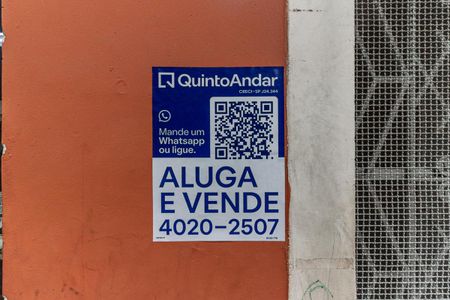 QuintoAndar
CRECI-SP J24.344
Mande um
Whatsapp
ou ligue.
ALUGA
E VENDE
4020-2507